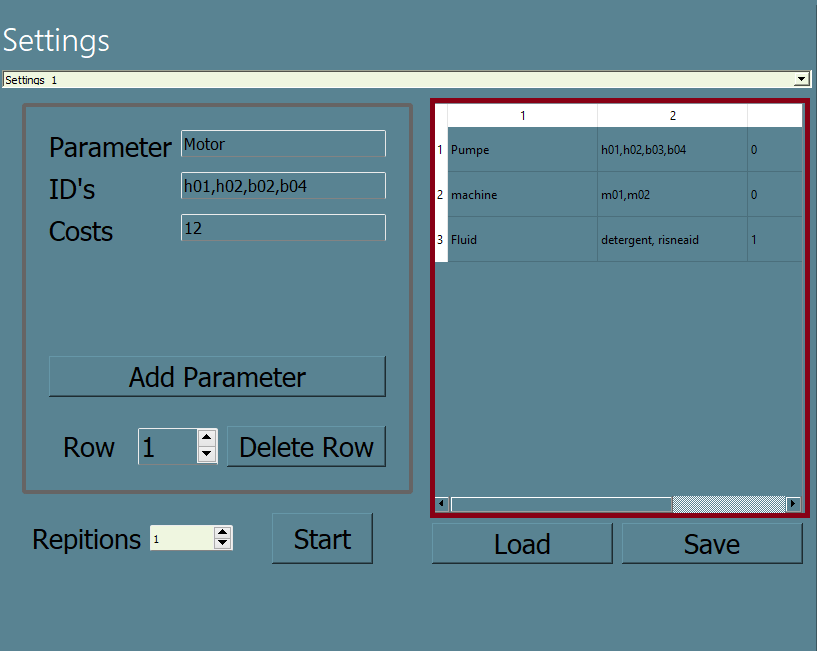 Settings
Settings 1
Parameter Motor
ID's h01,h02,b02,b04
Costs 12
Add Parameter
Row 1 Delete Row
Repitions 1 Start
1 2
1 Pumpe h01,h02,b03,b04 0
2 machine m01,m02 0
3 Fluid detergent, risneaid 1
Load Save